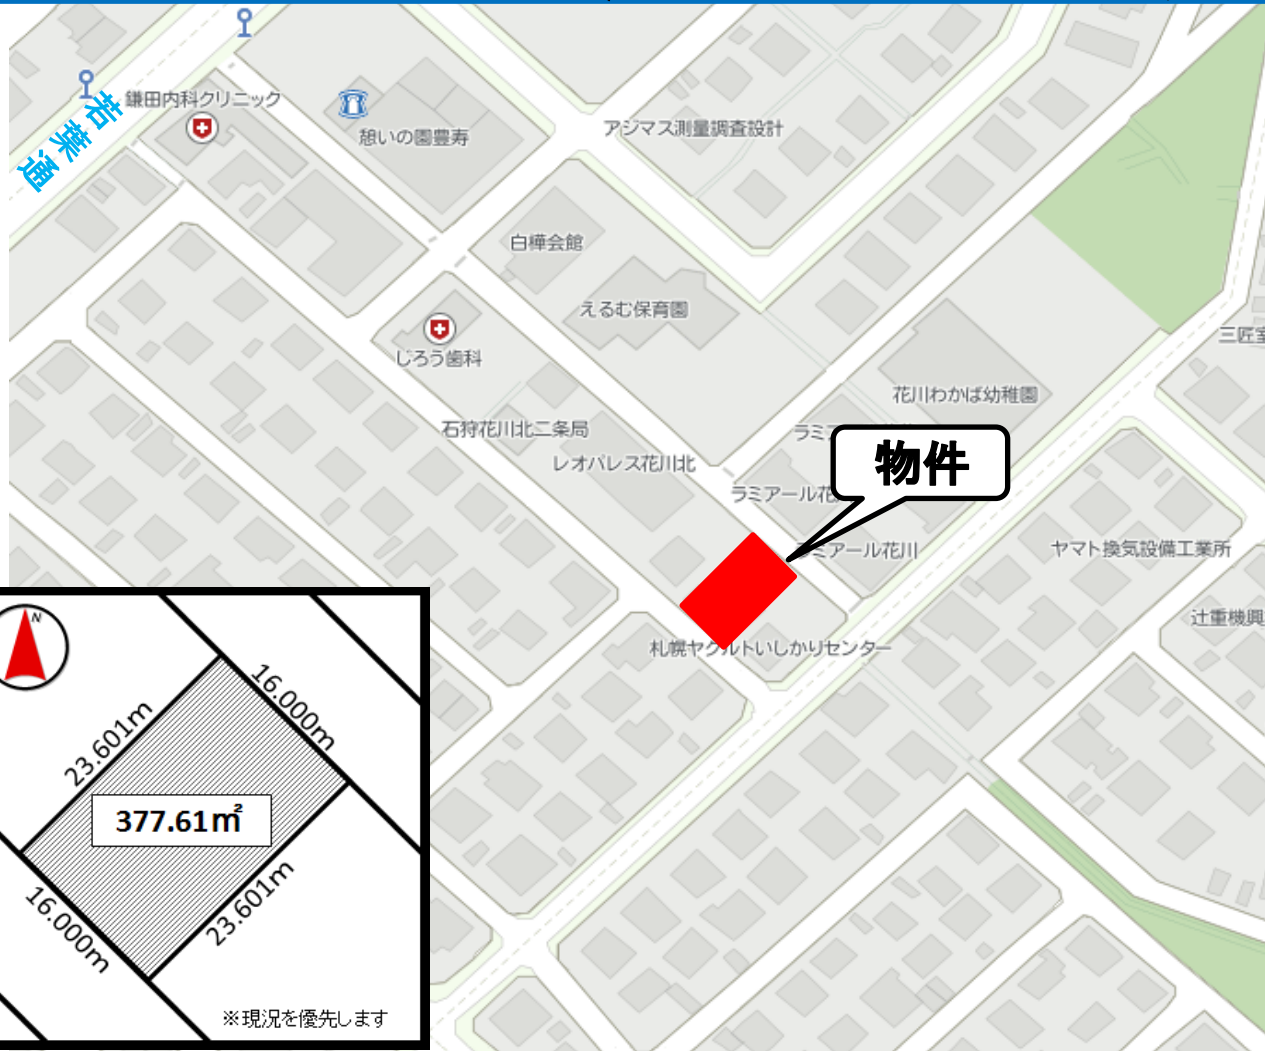 若葉通
鎌田内科クリニック
憩いの園豊寿
アジマス測量調査設計
白樺会館
えるむ保育園
三匠室
じろう歯科
花川わかば幼稚園
石狩花川北二条局
ラミア
レオパレス花川北
物件
ラミアール花川
ラミアール花川
ヤマト換気設備工業所
辻重機興
札幌ヤクルトいしかりセンター
N
16.000m
23.601m
377.61㎡
23.601m
16.000m
※現況を優先します